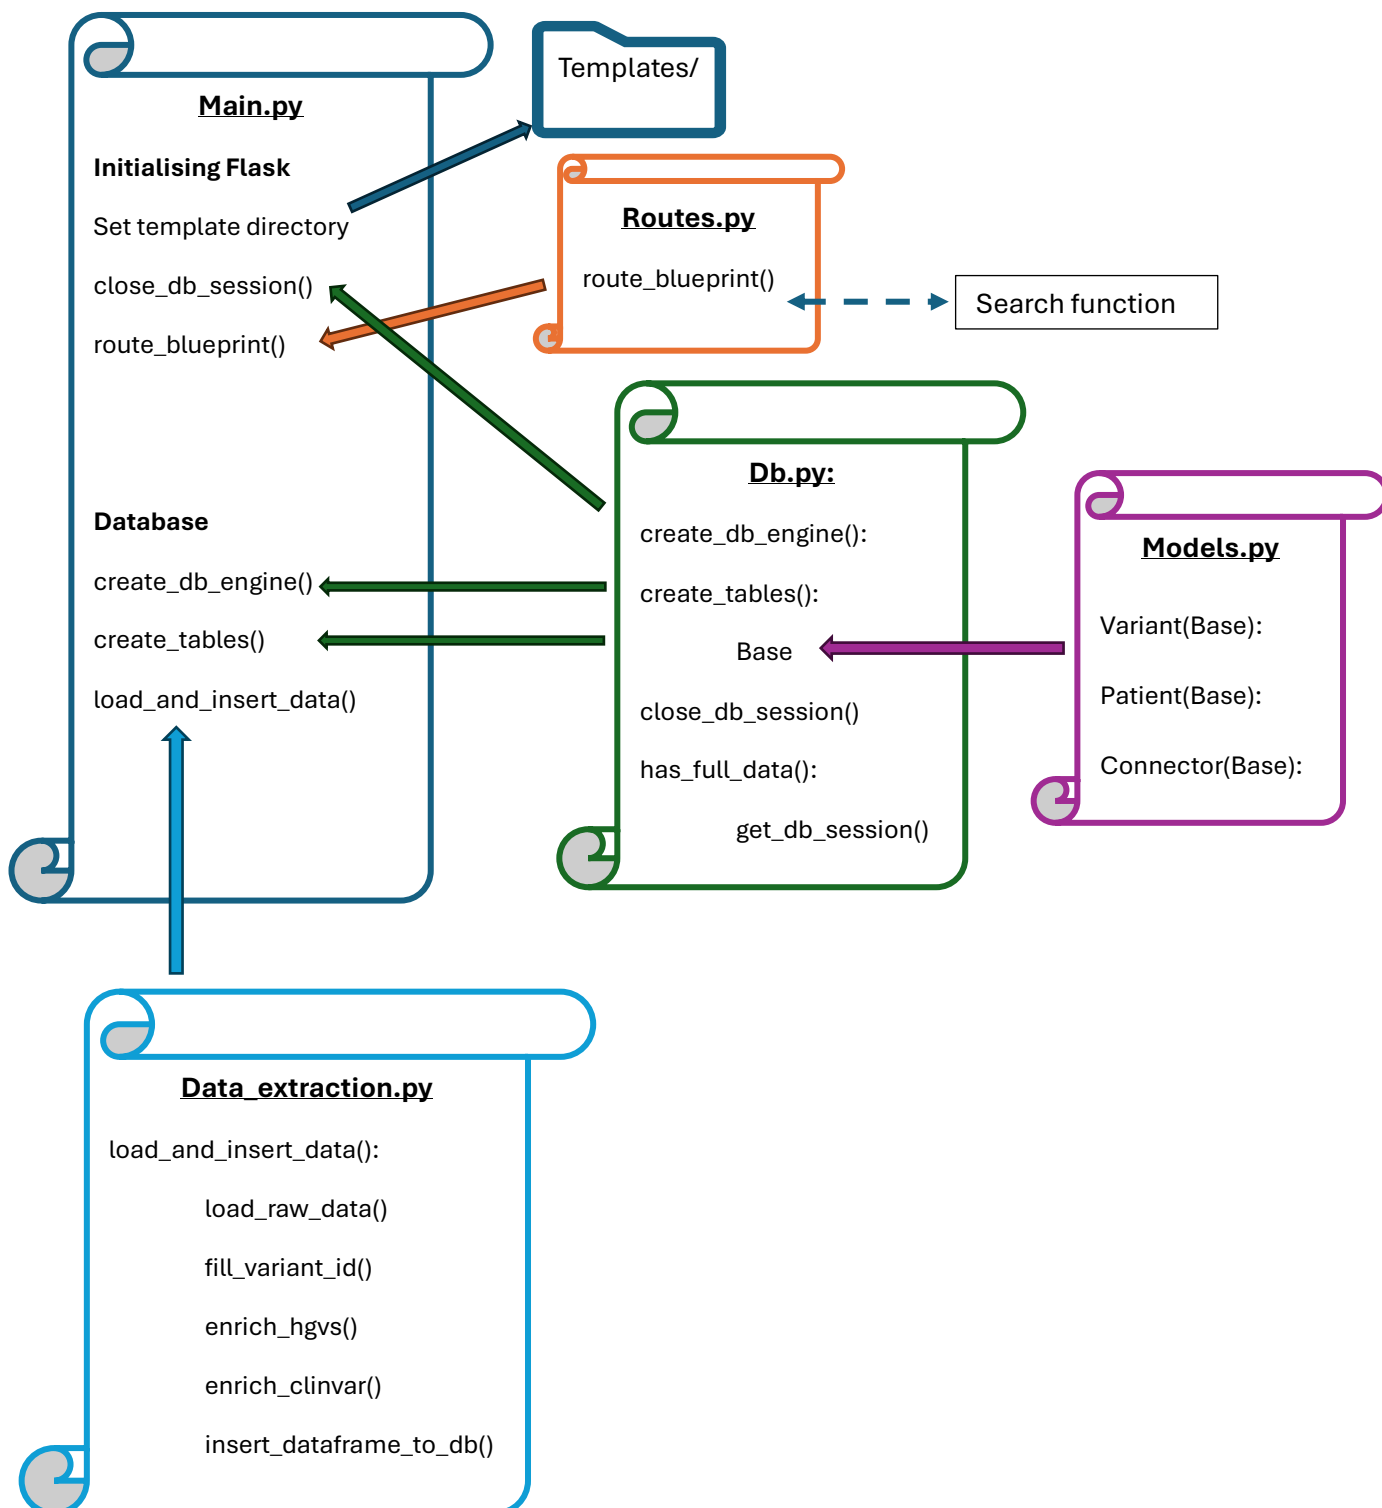 Main.py
Initialising Flask
Set template directory
close_db_session()
route_blueprint()
Database
create_db_engine()
create_tables()
load_and_insert_data()
Templates/
Routes.py
route_blueprint()
Search function
Db.py:
create_db_engine():
create_tables():
Base
close_db_session()
has_full_data():
get_db_session()
Models.py
Variant(Base):
Patient(Base):
Connector(Base):
Data_extraction.py
load_and_insert_data():
load_raw_data()
fill_variant_id()
enrich_hgvs()
enrich_clinvar()
insert_dataframe_to_db()